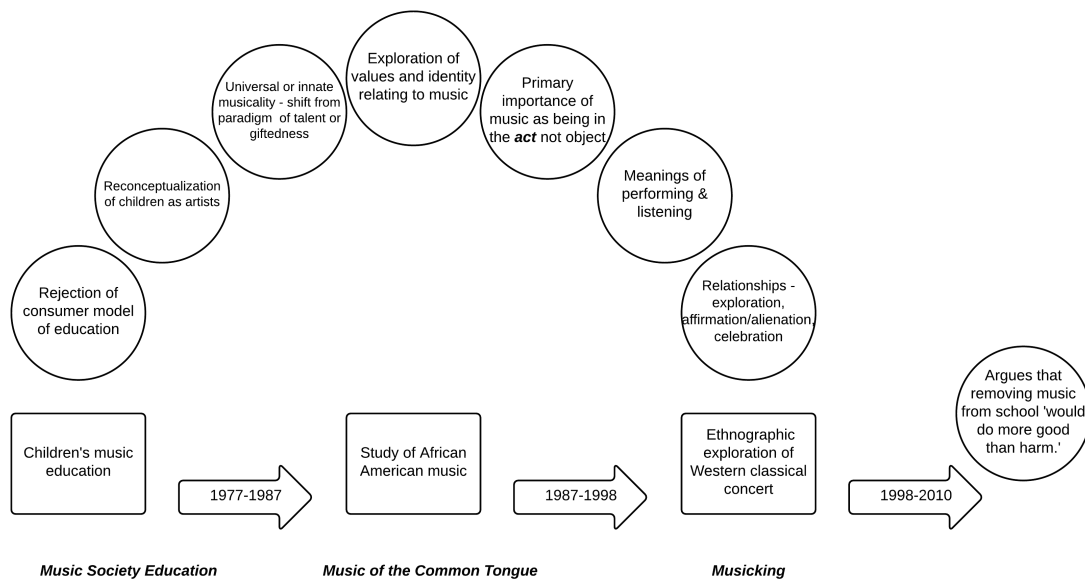 Exploration of
values and identity
relating to music
Universal or innate
musicality - shift from
paradigm of talent or
giftedness
Primary
importance of
music as being in
the act not object
Reconceptualization
of children as artists
Meanings of
performing &
listening
Rejection of
consumer model
of education
Relationships -
exploration,
affirmation/alienation,
celebration
Argues that
removing music
from school 'would
do more good
than harm.'
Children's music
education
1977-1987
Study of African
American music
1987-1998
Ethnographic
exploration of
Western classical
concert
1998-2010
Music Society Education
Music of the Common Tongue
Musicking